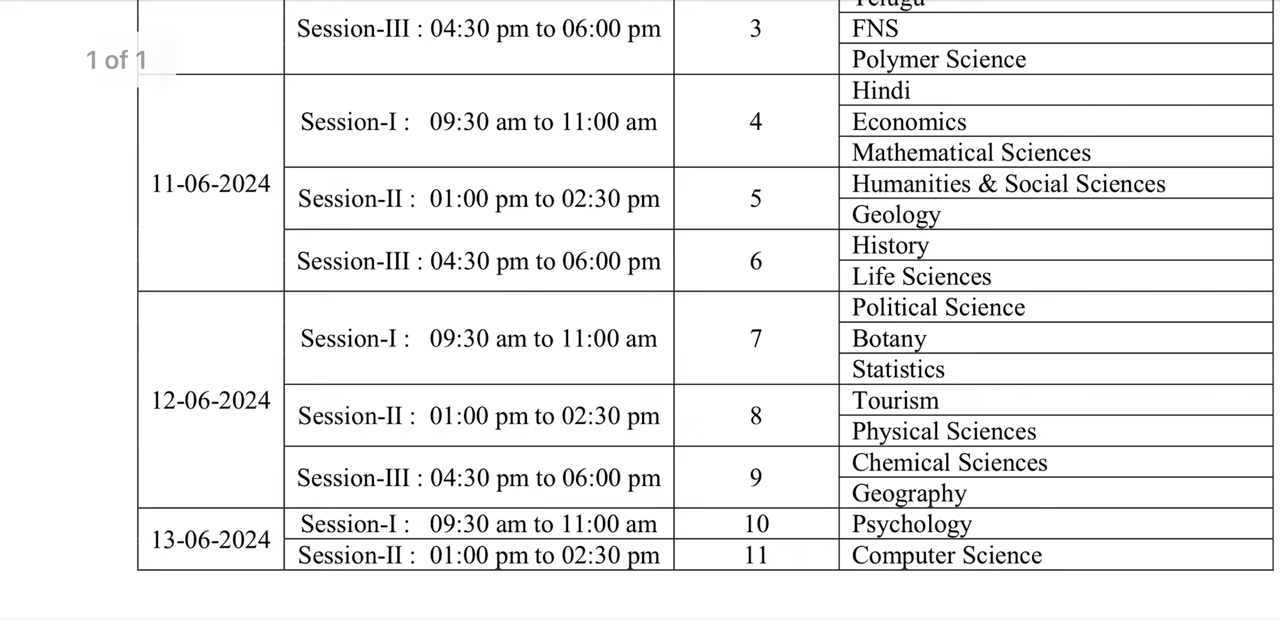 Telugu
Session-III : 04:30 pm to 06:00 pm 3 FNS
1 of 1
Polymer Science
Hindi
Session-I : 09:30 am to 11:00 am 4 Economics
Mathematical Sciences
11-06-2024
Humanities & Social Sciences
Session-II : 01:00 pm to 02:30 pm 5
Geology
History
Session-III : 04:30 pm to 06:00 pm 6
Life Sciences
Political Science
Session-I : 09:30 am to 11:00 am 7 Botany
Statistics
12-06-2024
Tourism
Session-II : 01:00 pm to 02:30 pm 8
Physical Sciences
Chemical Sciences
Session-III : 04:30 pm to 06:00 pm 9
Geography
13-06-2024
Session-I : 09:30 am to 11:00 am 10 Psychology
Session-II : 01:00 pm to 02:30 pm 11 Computer Science